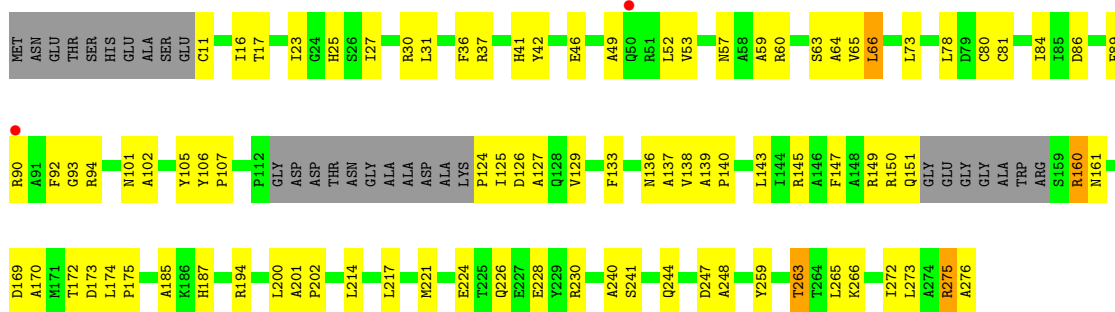 MET ASN GLU THR SER HIS GLU ALA SER GLU C11 I16 T17 I23 G24 H25 S26 I27 R30 L31 F36 R37 H41 Y42 E46 A49 Q50 R51 L52 V53 N57 A58 A59 R60 S63 A64 V65 L66 L73 L78 D79 C80 C81 I84 I85 D86
R90 A91 F92 G93 R94 N101 A102 Y105 Y106 P107 P112 GLY ASP ASP THR ASN GLY ALA ALA ASP ALA LYS P124 I125 D126 A127 Q128 V129 F133 N136 A137 V138 A139 P140 L143 I144 R145 A146 F147 A148 R149 R150 Q151 GLY GLU GLY GLY ALA TRP ARG S159 R160 N161
D169 A170 M171 T172 D173 L174 P175 A185 K186 H187 R194 L200 A201 P202 L214 L217 M221 E224 T225 Q226 E227 E228 Y229 R230 A240 S241 Q244 D247 A248 Y259 T263 T264 L265 K266 I272 L273 A274 R275 A276